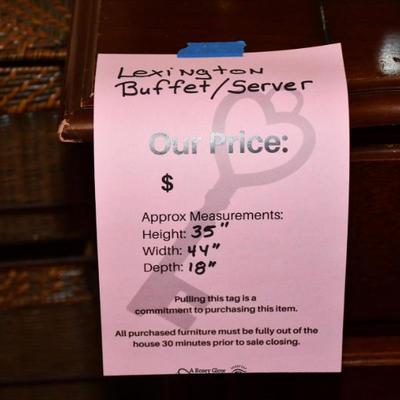 Lexington
Buffet/Server
Our Price:
$
Approx Measurements:
Height: 35"
Width: 44"
Depth: 18"
Pulling this tag is a
commitment to purchasing this item.
All purchased furniture must be fully out of the
house 30 minutes prior to sale closing.
A Rosey Glow